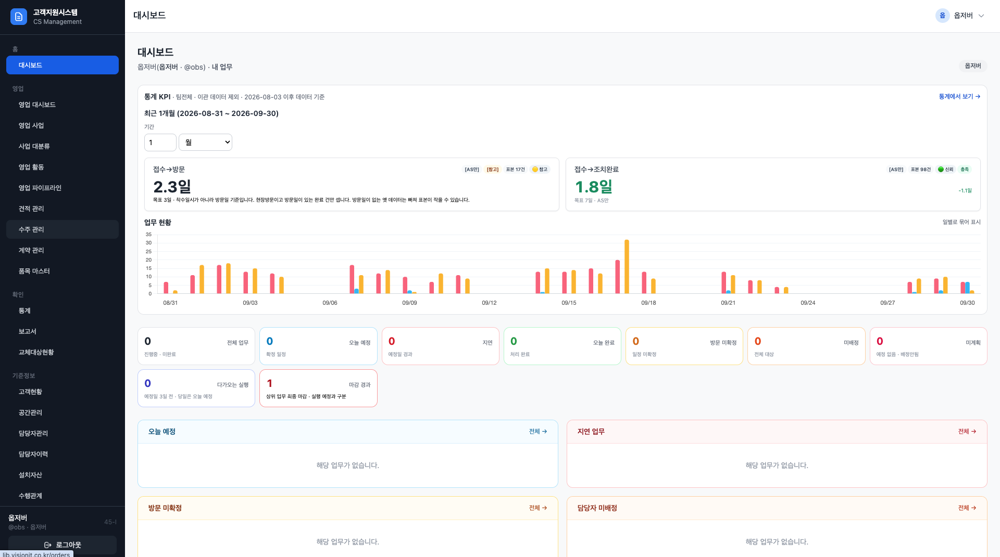 고객지원시스템
CS Management
홈
대시보드
영업
영업 대시보드
영업 사업
사업 대분류
영업 활동
영업 파이프라인
견적 관리
수주 관리
계약 관리
품목 마스터
확인
통계
보고서
교체대상현황
기준정보
고객현황
공간관리
담당자관리
담당자이력
설치자산
수행관계
옵저버
@obs · 옵저버
45-l
로그아웃
lib.visionit.co.kr/orders
대시보드
옵 옵저버
대시보드
옵저버(옵저버 · @obs) · 내 업무
옵저버
통계 KPI · 팀전체 · 이관 데이터 제외 · 2026-08-03 이후 데이터 기준
통계에서 보기 →
최근 1개월 (2026-08-31 ~ 2026-09-30)
기간
1 월
접수→방문 [AS만] [참고] 표본 17건 참고
2.3일
목표 3일 · 착수일시가 아니라 방문일 기준입니다. 현장방문이고 방문일이 있는 완료 건만 셉니다. 방문일이 없는 옛 데이터는 빠져 표본이 작을 수 있습니다.
접수→조치완료 [AS만] 표본 98건 신뢰 충족
1.8일 -1.1일
목표 7일 · AS만
업무 현황 일별로 묶어 표시
35
30
25
20
15
10
5
0
08/31 09/03 09/06 09/09 09/12 09/15 09/18 09/21 09/24 09/27 09/30
0 전체 업무
진행중 · 미완료
0 오늘 예정
확정 일정
0 지연
예정일 경과
0 오늘 완료
처리 완료
0 방문 미확정
일정 미확정
0 미배정
전체 대상
0 미계획
예정 없음 · 배정안됨
0 다가오는 실행
예정일 3일 전 · 당일은 오늘 예정
1 마감 경과
상위 업무 최종 마감 · 실행 예정과 구분
오늘 예정 전체 →
해당 업무가 없습니다.
지연 업무 전체 →
해당 업무가 없습니다.
방문 미확정 전체 →
해당 업무가 없습니다.
담당자 미배정 전체 →
해당 업무가 없습니다.